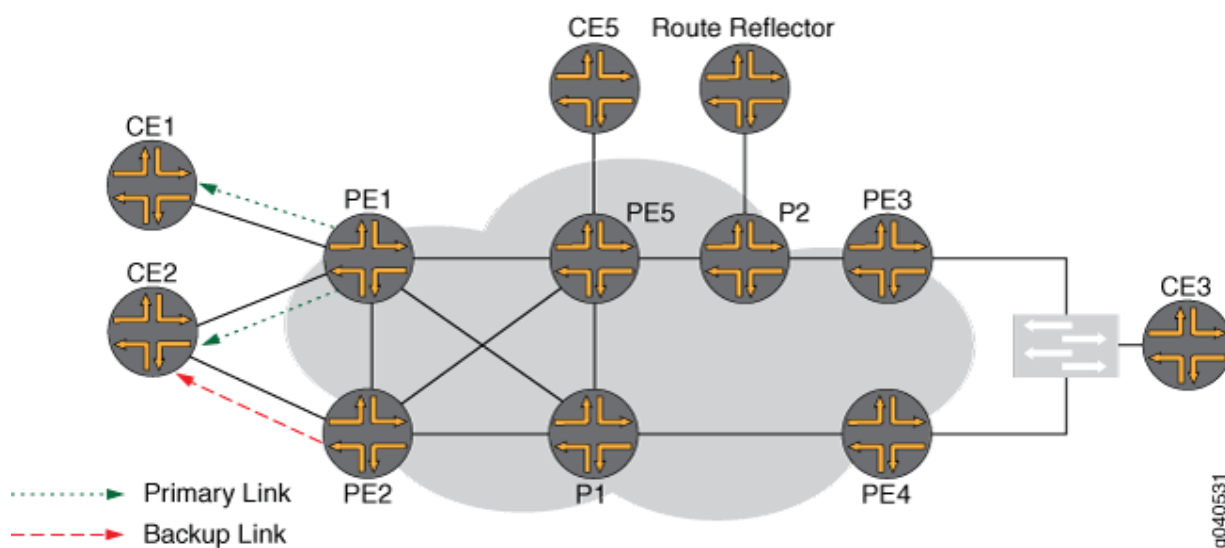 CE5
Route Reflector
CE1
PE1
PE5
P2
PE3
CE2
CE3
PE2
P1
PE4
Primary Link
Backup Link
g040531